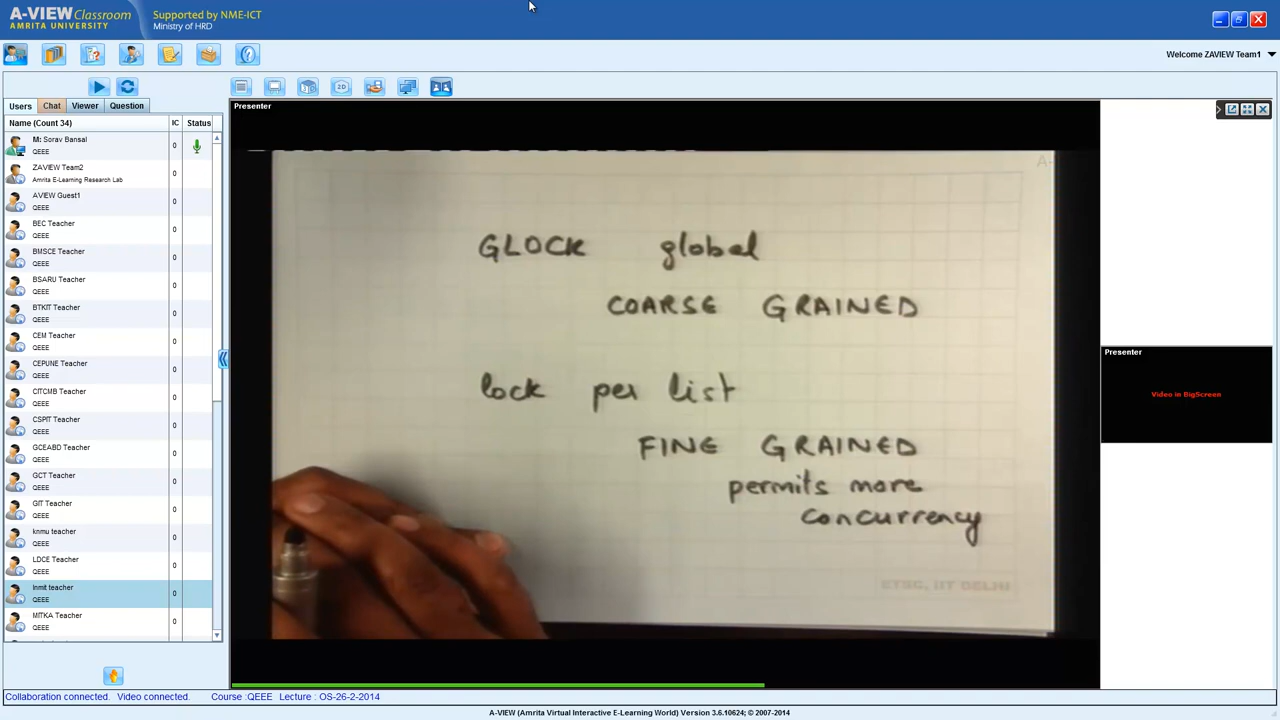 A-VIEW Classroom
AMRITA UNIVERSITY
Supported by NME-ICT
Ministry of HRD
Welcome ZAVIEW Team1
Users Chat Viewer Question
Name (Count 34) IC Status
M: Sorav Bansal
QEEE 0
ZAVIEW Team2
Amrita E-Learning Research Lab 0
AVIEW Guest1
QEEE 0
BEC Teacher
QEEE 0
BMSCE Teacher
QEEE 0
BSARU Teacher
QEEE 0
BTKIT Teacher
QEEE 0
CEM Teacher
QEEE 0
CEPUNE Teacher
QEEE 0
CITCMB Teacher
QEEE 0
CSPIT Teacher
QEEE 0
GCEABD Teacher
QEEE 0
GCT Teacher
QEEE 0
GIT Teacher
QEEE 0
knmu teacher
QEEE 0
LDCE Teacher
QEEE 0
lnmit teacher
QEEE 0
MITKA Teacher
QEEE 0
Presenter
A-
GLOCK global
COARSE GRAINED
lock per list
FINE GRAINED
permits more
concurrency
ETSC, IIT DELHI
Presenter
Video in BigScreen
Collaboration connected. Video connected. Course :QEEE Lecture : OS-26-2-2014
A-VIEW (Amrita Virtual Interactive E-Learning World) Version 3.6.10624; © 2007-2014